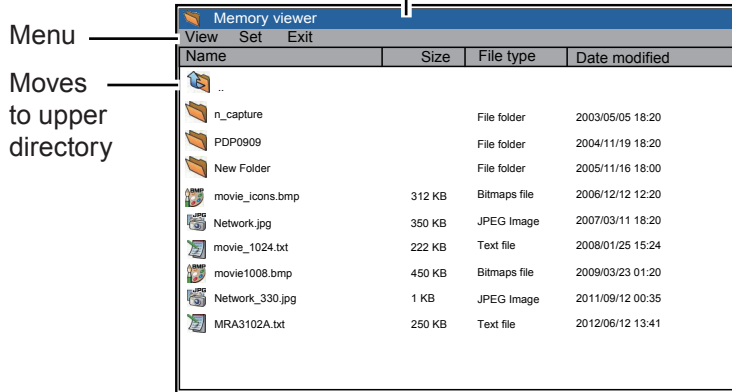 Memory viewer
Menu
View Set Exit
Name Size File type Date modified
Moves
to upper
directory
..
n_capture File folder 2003/05/05 18:20
PDP0909 File folder 2004/11/19 18:20
New Folder File folder 2005/11/16 18:00
BMP movie_icons.bmp 312 KB Bitmaps file 2006/12/12 12:20
JPG Network.jpg 350 KB JPEG Image 2007/03/11 18:20
movie_1024.txt 222 KB Text file 2008/01/25 15:24
BMP movie1008.bmp 450 KB Bitmaps file 2009/03/23 01:20
JPG Network_330.jpg 1 KB JPEG Image 2011/09/12 00:35
MRA3102A.txt 250 KB Text file 2012/06/12 13:41